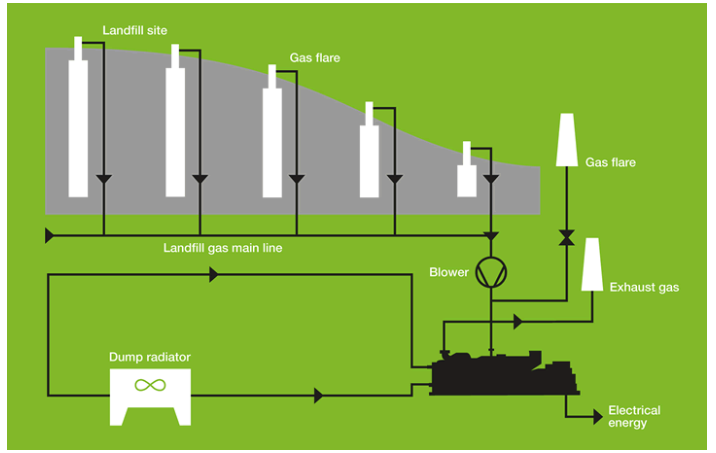 Landfill site
Gas flare
Gas flare
Landfill gas main line
Blower
Exhaust gas
Dump radiator
Electrical
energy